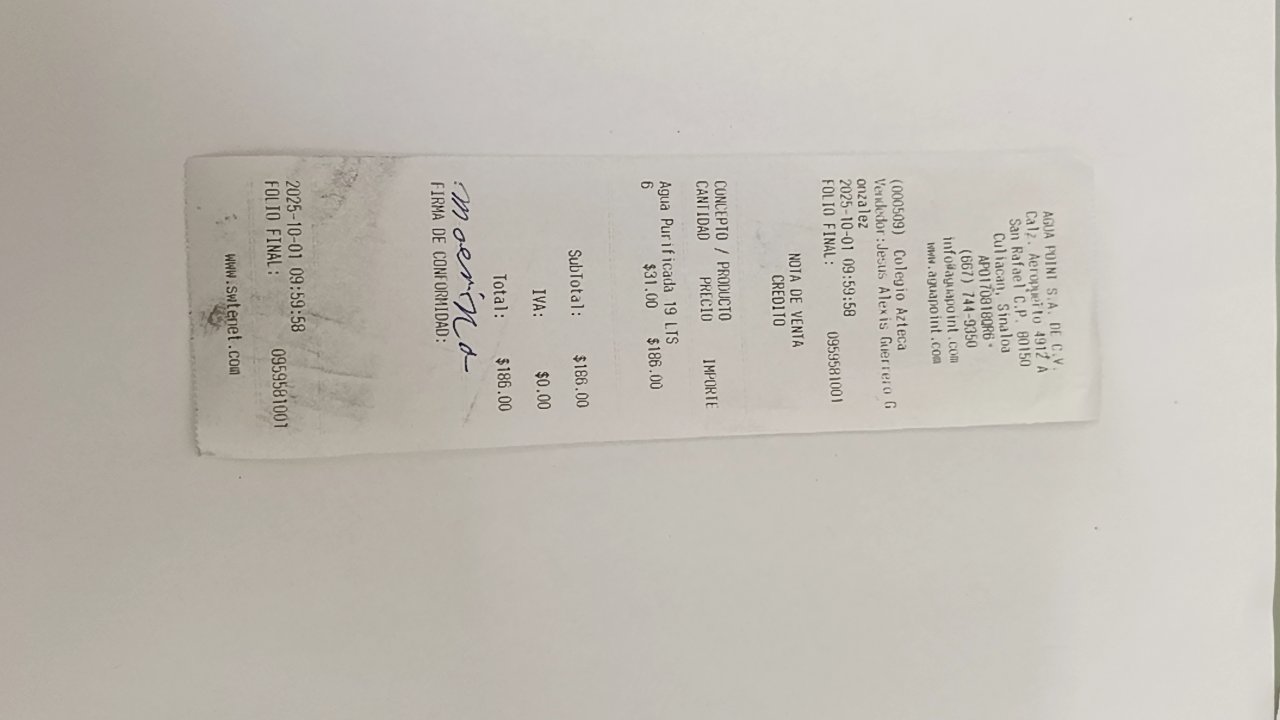 AGUA POINT S.A. DE C.V.
Calz. Aeropuerto 4912 A
San Rafael C.P. 80150
Culiacan, Sinaloa
APO170818DR6
(667) 744-9350
info@aguapoint.com
www.aguapoint.com
(000509) Colegio Azteca
Vendedor:Jesus Alexis Guerrero G
onzalez
2025-10-01 09:59:58
FOLIO FINAL: 0959581001
NOTA DE VENTA
CREDITO
CONCEPTO / PRODUCTO
CANTIDAD PRECIO IMPORTE
Agua Purificada 19 LTS
6 $31.00 $186.00
SubTotal: $186.00
IVA: $0.00
Total: $186.00
FIRMA DE CONFORMIDAD:
2025-10-01 09:59:58
FOLIO FINAL: 0959581001
www.swtenet.com